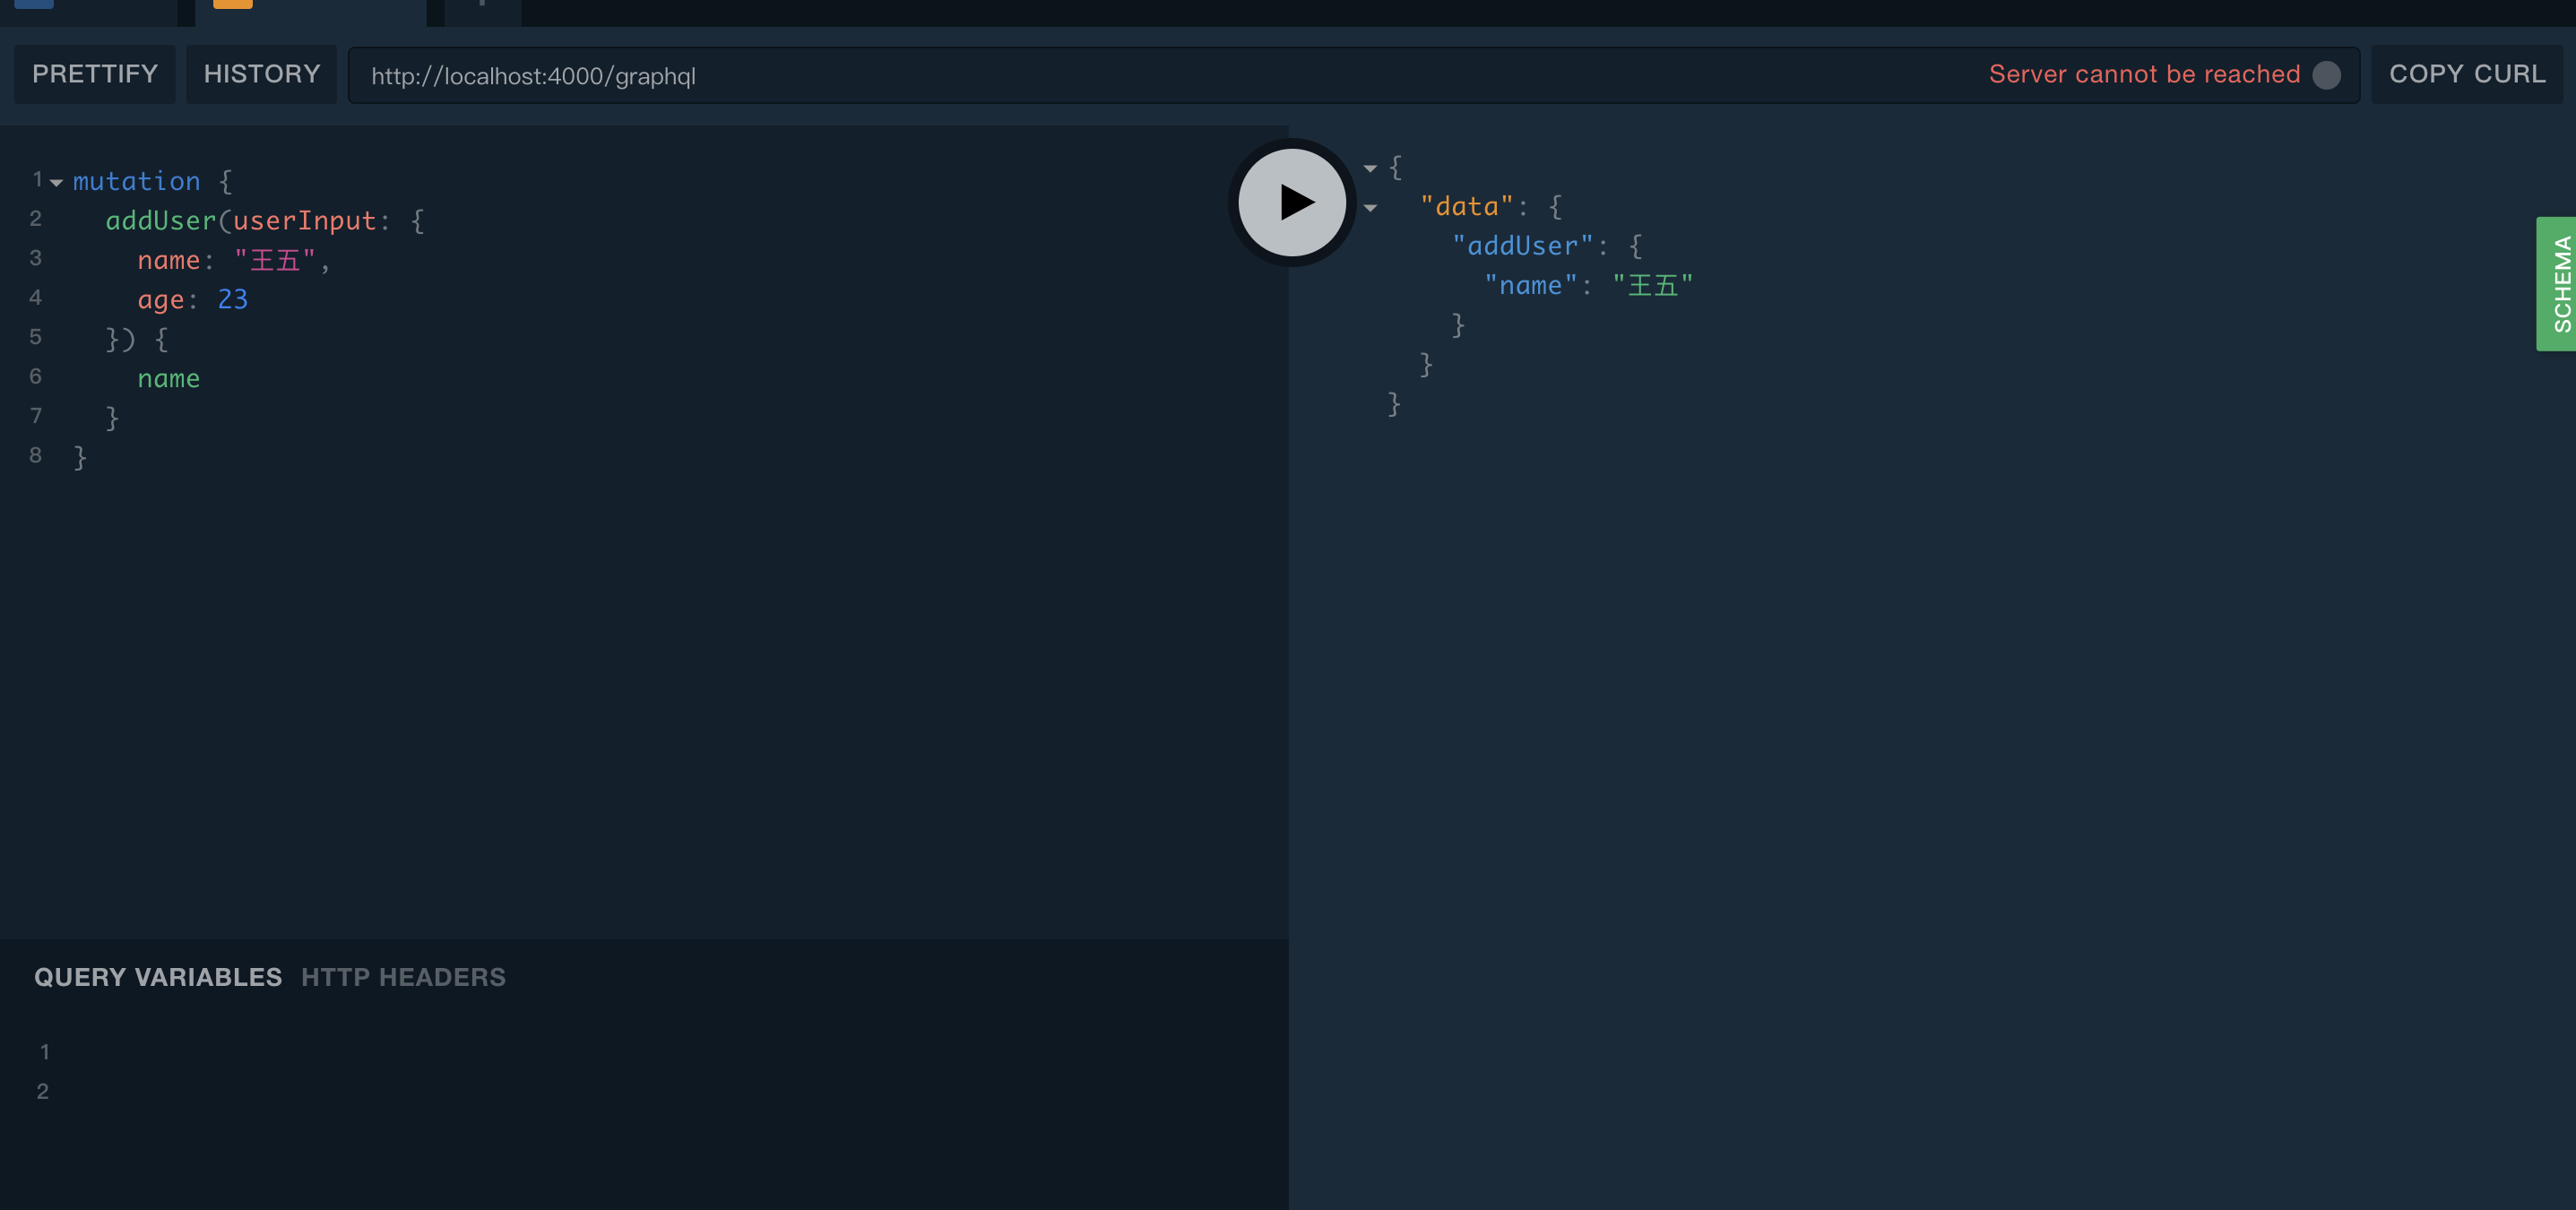 PRETTIFY HISTORY http://localhost:4000/graphql Server cannot be reached COPY CURL
1 mutation {
2 addUser(userInput: {
3 name: "王五",
4 age: 23
5 }) {
6 name
7 }
8 }
{
"data": {
"addUser": {
"name": "王五"
}
}
}
SCHEMA
QUERY VARIABLES HTTP HEADERS
1
2